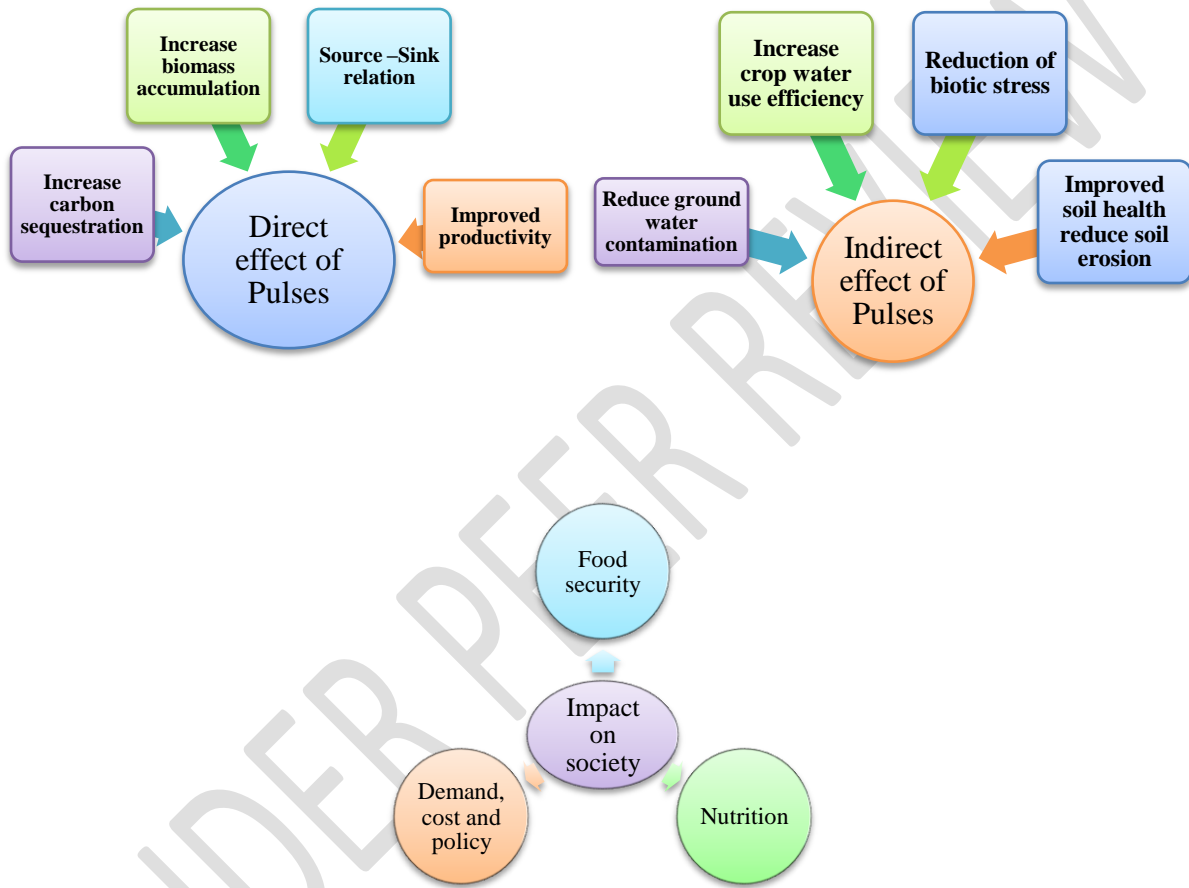 Increase
biomass
accumulation
Source –Sink
relation
Increase
carbon
sequestration
Direct
effect of
Pulses
Improved
productivity
Increase
crop water
use efficiency
Reduction of
biotic stress
Reduce ground
water
contamination
Indirect
effect of
Pulses
Improved
soil health
reduce soil
erosion
Food
security
Impact
on
society
Demand,
cost and
policy
Nutrition
UNDER PEER REVIEW